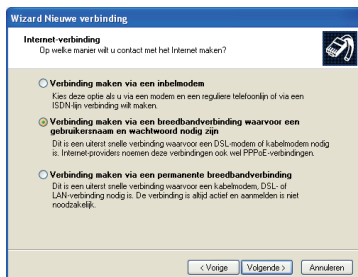 Wizard Nieuwe verbinding
Internet-verbinding
Op welke manier wilt u contact met het Internet maken?
Verbinding maken via een inbelmodem
Kies deze optie als u via een modem en een reguliere telefoonlijn of via een
ISDN-lijn verbinding wilt maken.
Verbinding maken via een breedbandverbinding waarvoor een
gebruikersnaam en wachtwoord nodig zijn
Dit is een uiterst snelle verbinding waarvoor een DSL-modem of kabelmodem nodig
is. Internet-providers noemen deze verbindingen ook wel PPPoE-verbindingen.
Verbinding maken via een permanente breedbandverbinding
Dit is een uiterst snelle verbinding waarvoor een kabelmodem, DSL- of
LAN-verbinding nodig is. De verbinding is altijd actief en aanmelden is niet
noodzakelijk.
< Vorige
Volgende >
Annuleren